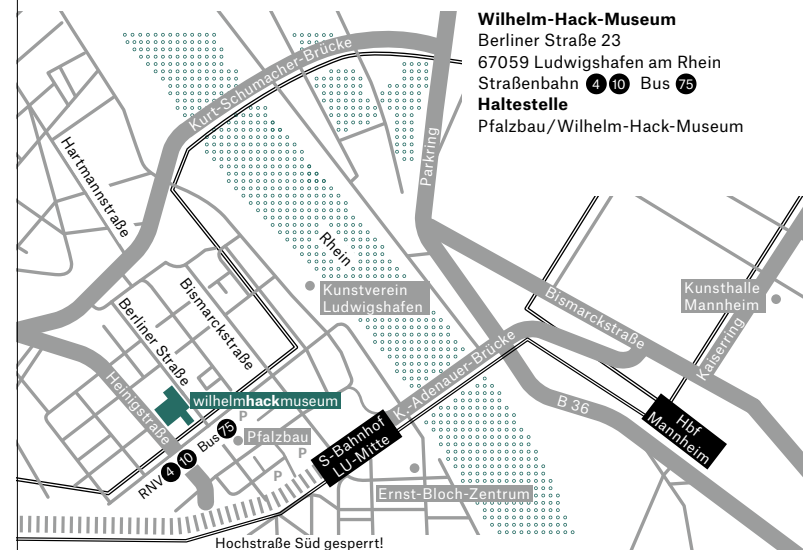 Wilhelm-Hack-Museum
Berliner Straße 23
67059 Ludwigshafen am Rhein
Straßenbahn 4 10 Bus 75
Haltestelle
Pfalzbau/Wilhelm-Hack-Museum
Kurt-Schumacher-Brücke
Hartmannstraße
Parkring
Rhein
Kunstverein
Ludwigshafen
Kunsthalle
Mannheim
Bismarckstraße
Berliner Straße
Bismarckstraße
Kaiserring
Heinigstraße
wilhelmhackmuseum
K.-Adenauer-Brücke
B 36
Hbf
Mannheim
P
Pfalzbau
RNV 4 10 Bus 75
S-Bahnhof
LU-Mitte
P
P
Ernst-Bloch-Zentrum
Hochstraße Süd gesperrt!